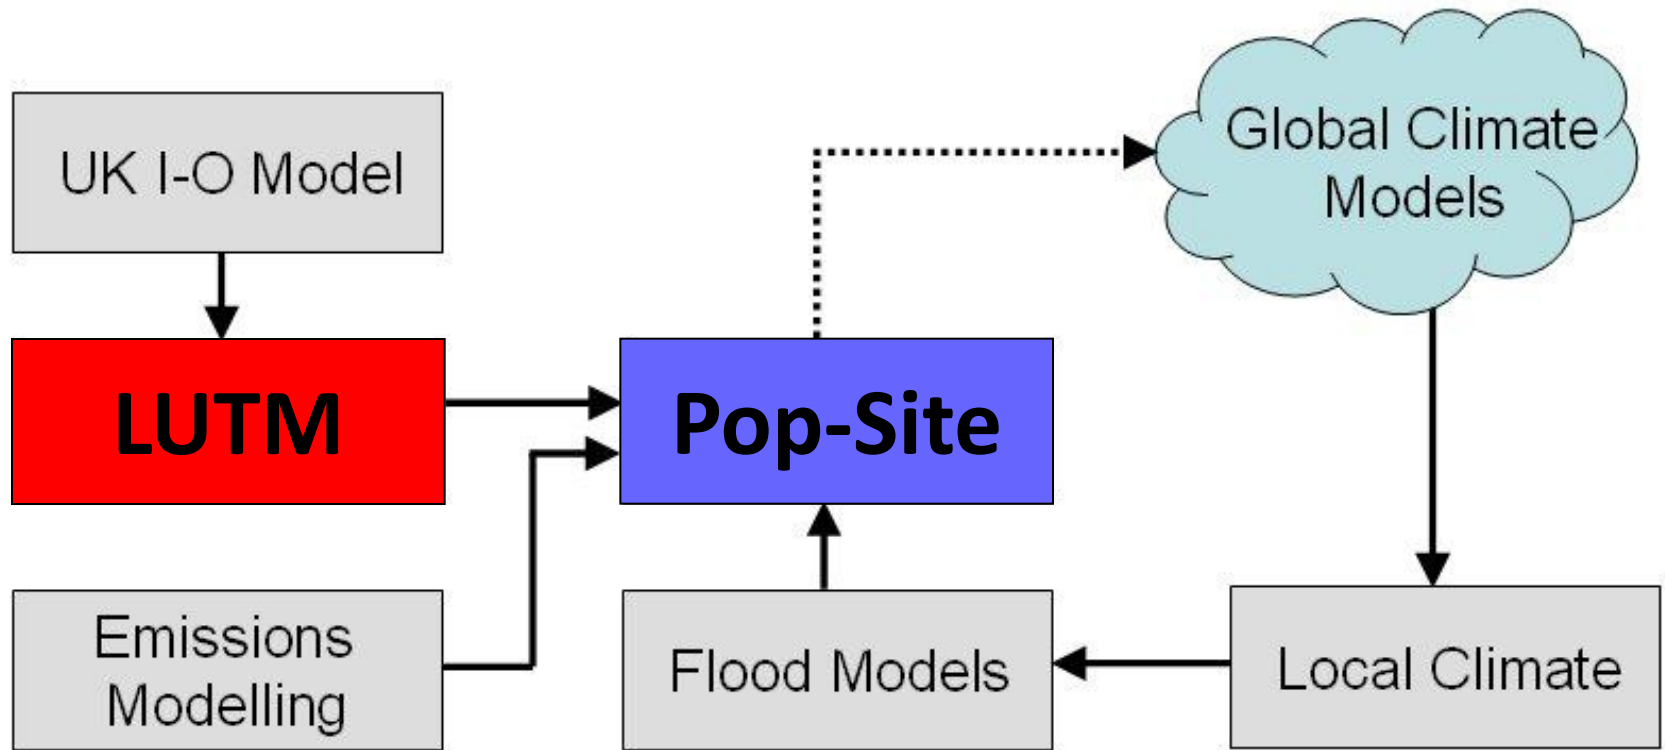 UK I-O Model
Global Climate
Models
LUTM
Pop-Site
Emissions
Modelling
Flood Models
Local Climate